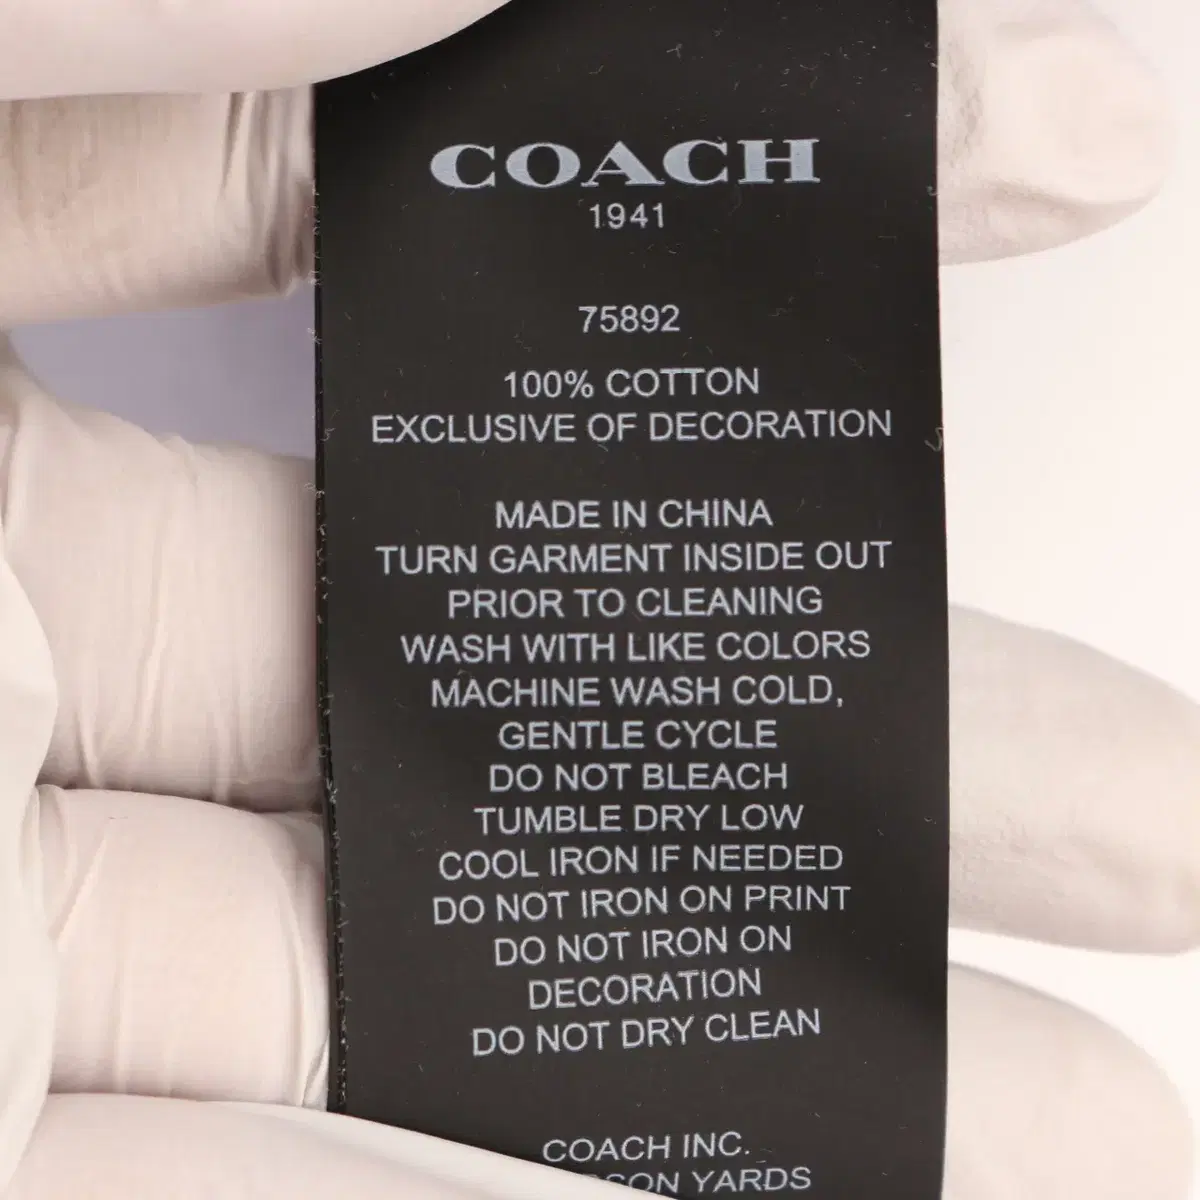 COACH
1941
75892
100% COTTON
EXCLUSIVE OF DECORATION
MADE IN CHINA
TURN GARMENT INSIDE OUT
PRIOR TO CLEANING
WASH WITH LIKE COLORS
MACHINE WASH COLD,
GENTLE CYCLE
DO NOT BLEACH
TUMBLE DRY LOW
COOL IRON IF NEEDED
DO NOT IRON ON PRINT
DO NOT IRON ON
DECORATION
DO NOT DRY CLEAN
COACH INC.
YARDS